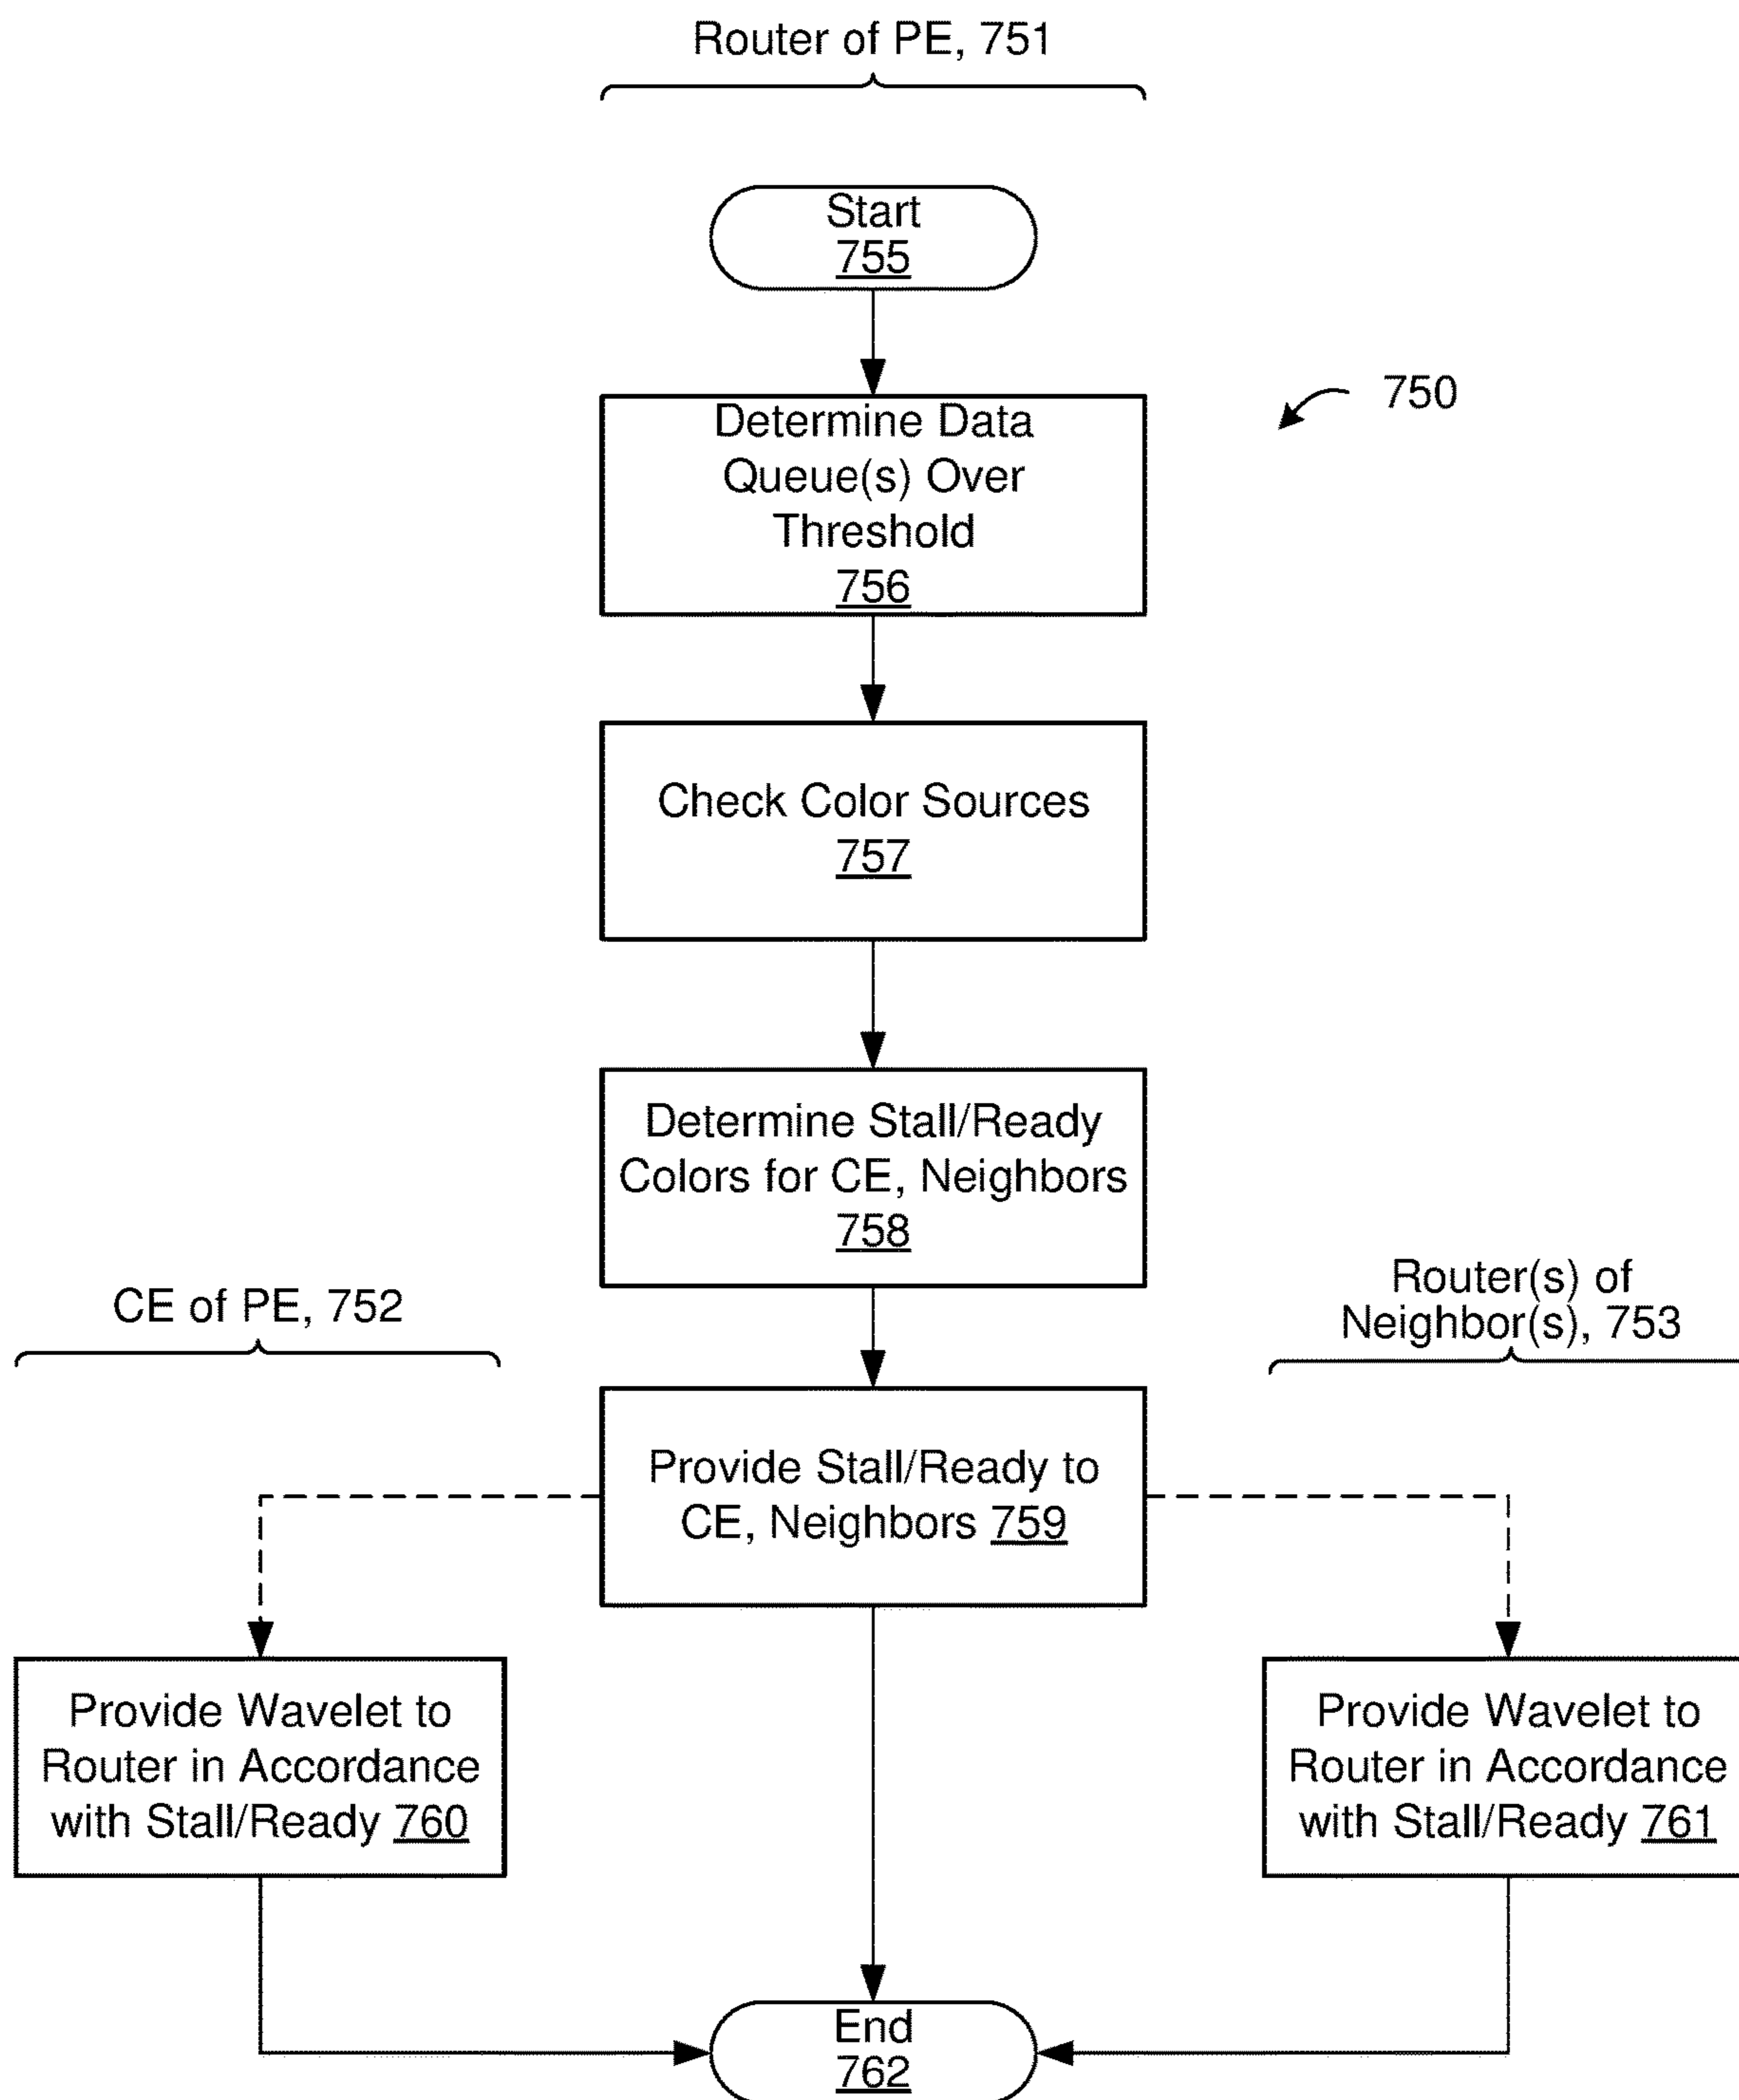 Router of PE, 751
Start
755
750
Determine Data
Queue(s) Over
Threshold
756
Check Color Sources
757
Determine Stall/Ready
Colors for CE, Neighbors
758
CE of PE, 752
Router(s) of
Neighbor(s), 753
Provide Stall/Ready to
CE, Neighbors 759
Provide Wavelet to
Router in Accordance
with Stall/Ready 760
Provide Wavelet to
Router in Accordance
with Stall/Ready 761
End
762